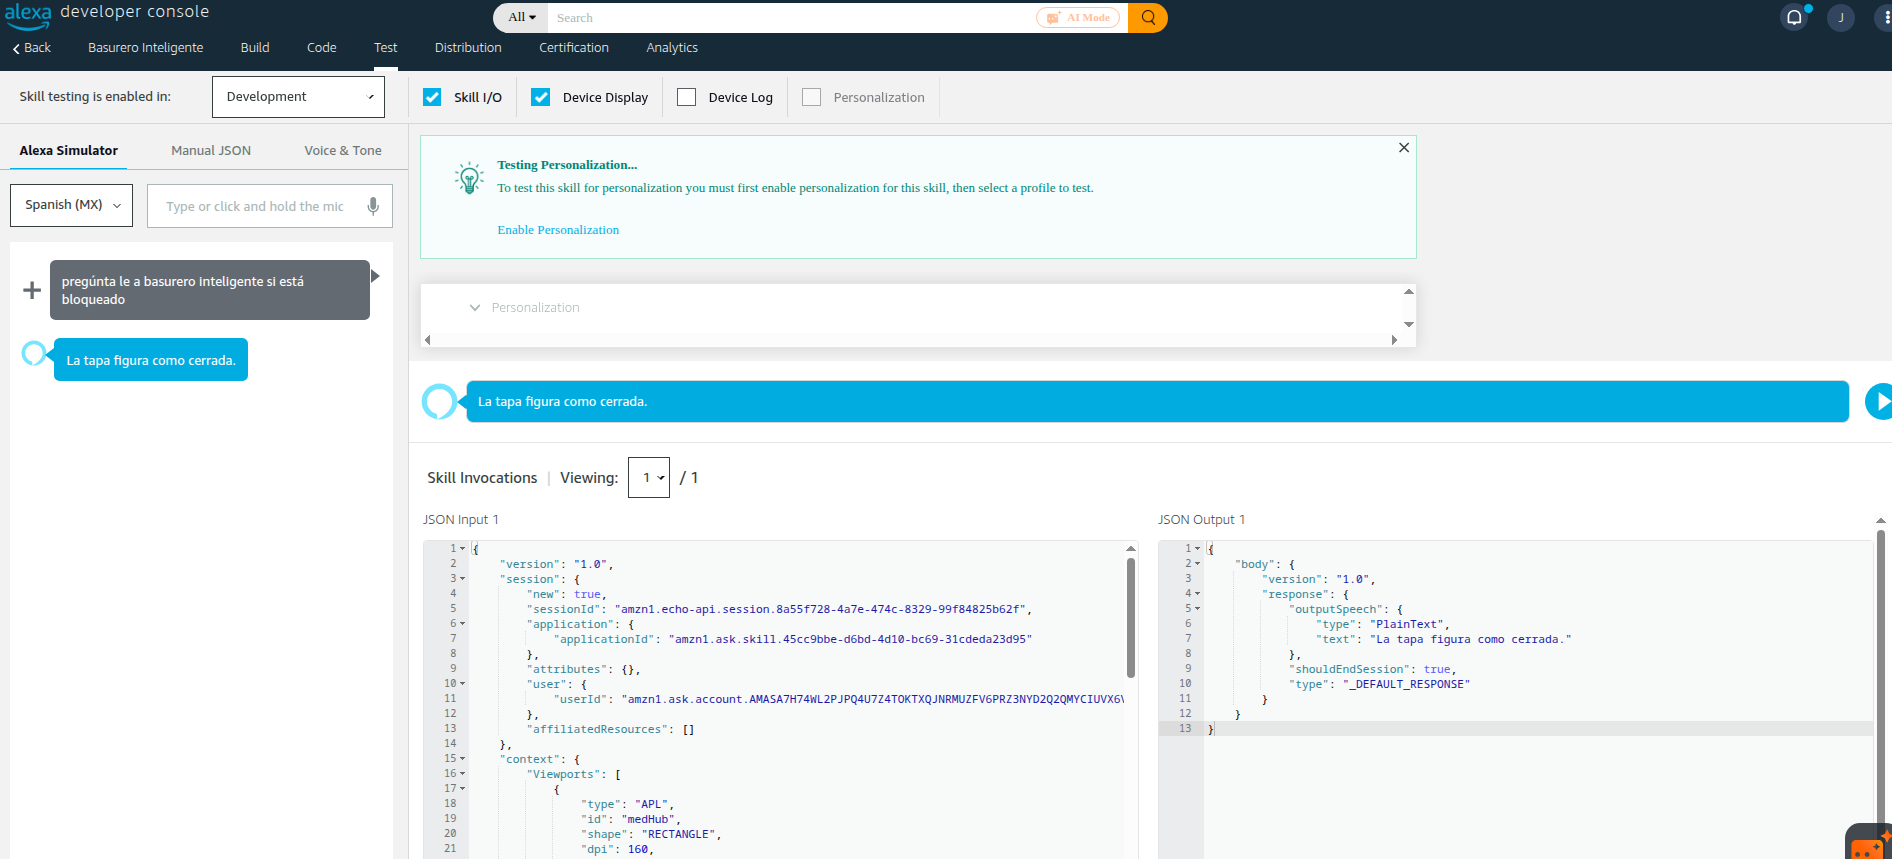 alexa developer console
All
Search
AI Mode
J
Back
Basurero Inteligente
Build
Code
Test
Distribution
Certification
Analytics
Skill testing is enabled in:
Development
Skill I/O
Device Display
Device Log
Personalization
Alexa Simulator
Manual JSON
Voice & Tone
Spanish (MX)
Type or click and hold the mic
pregúnta le a basurero inteligente si está
bloqueado
La tapa figura como cerrada.
Testing Personalization...
To test this skill for personalization you must first enable personalization for this skill, then select a profile to test.
Enable Personalization
Personalization
La tapa figura como cerrada.
Skill Invocations | Viewing: 1 / 1
JSON Input 1
1 {
2 "version": "1.0",
3 "session": {
4 "new": true,
5 "sessionId": "amzn1.echo-api.session.8a55f728-4a7e-474c-8329-99f84825b62f",
6 "application": {
7 "applicationId": "amzn1.ask.skill.45cc9bbe-d6bd-4d10-bc69-31cdeda23d95"
8 },
9 "attributes": {},
10 "user": {
11 "userId": "amzn1.ask.account.AMASA7H74WL2PJPQ4U7Z4TOKTXQJNRMUZFV6PRZ3NYD2Q2QMYCIUVX6
12 },
13 "affiliatedResources": []
14 },
15 "context": {
16 "Viewports": [
17 {
18 "type": "APL",
19 "id": "medHub",
20 "shape": "RECTANGLE",
21 "dpi": 160,
JSON Output 1
1 {
2 "body": {
3 "version": "1.0",
4 "response": {
5 "outputSpeech": {
6 "type": "PlainText",
7 "text": "La tapa figura como cerrada."
8 },
9 "shouldEndSession": true,
10 "type": "_DEFAULT_RESPONSE"
11 }
12 }
13 }